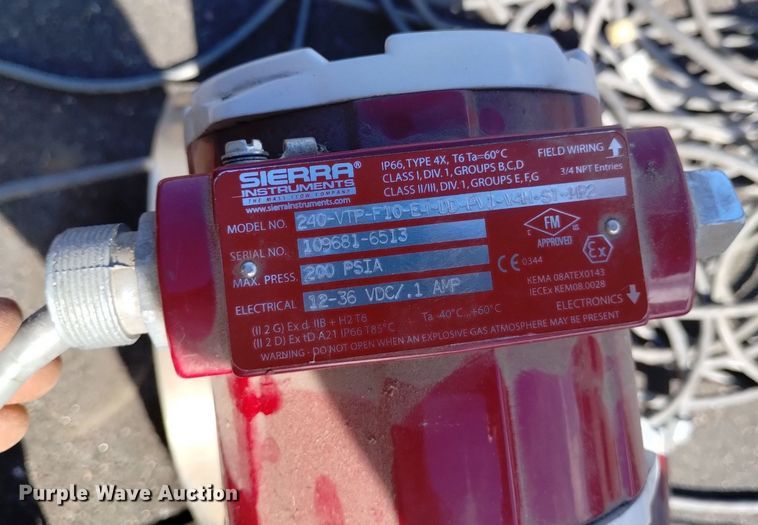 SIERRA
INSTRUMENTS
THE MASS FLOW COMPANY
www.sierrainstruments.com
IP66, TYPE 4X, T6 Ta=60°C
CLASS I, DIV. 1, GROUPS B,C,D
CLASS II/III, DIV. 1, GROUPS E,F,G
FIELD WIRING
3/4 NPT Entries
MODEL NO. 240-VTP-F10-E4-DD-PV1-V4H-ST-MP2
SERIAL NO. 109681-6513
MAX. PRESS. 200 PSIA
ELECTRICAL 12-36 VDC/.1 AMP
C FM US
APPROVED
Ex
CE 0344
KEMA 08ATEX0143
IECEx KEM08.0028
ELECTRONICS
(II 2 G) Ex d IIB + H2 T6
(II 2 D) Ex tD A21 IP66 T85°C
Ta -40°C...+60°C
WARNING - DO NOT OPEN WHEN AN EXPLOSIVE GAS ATMOSPHERE MAY BE PRESENT
Purple Wave Auction